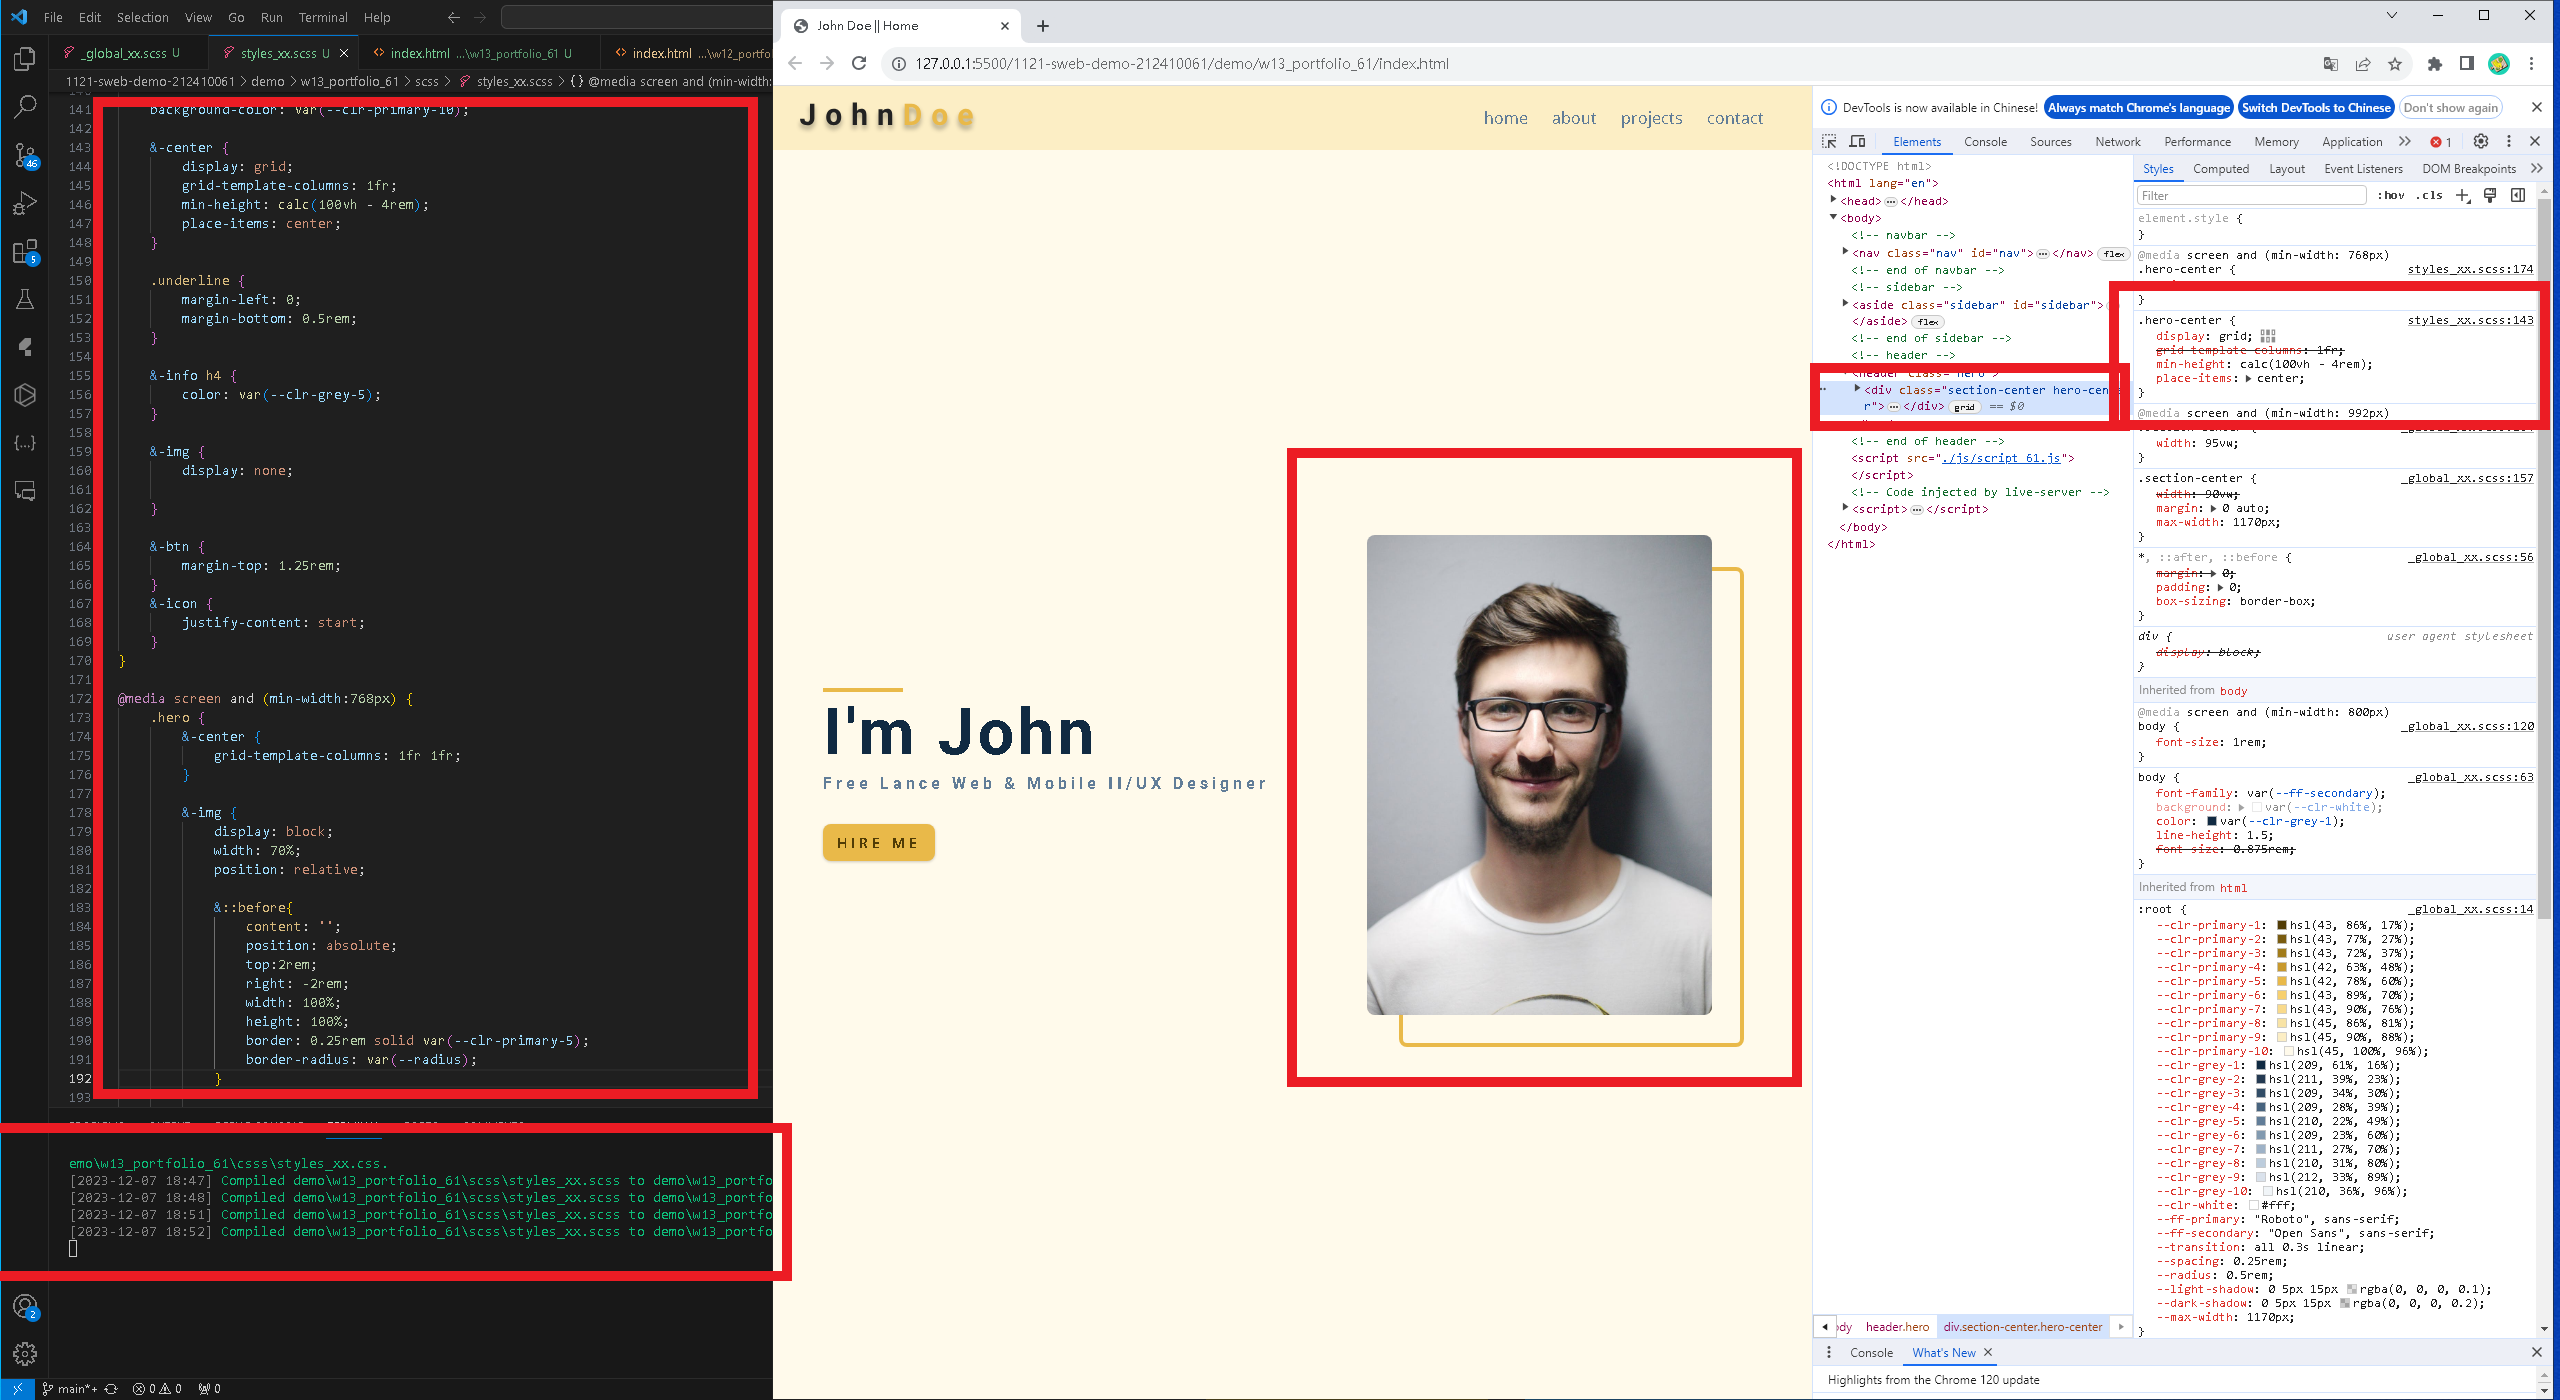 File Edit Selection View Go Run Terminal Help
_global_xx.scss U
styles_xx.scss U
index.html ...\w13_portfolio_61 U
index.html ...\w12_portfo
1121-sweb-demo-212410061 > demo > w13_portfolio_61 > scss > styles_xx.scss > {} @media screen and (min-width:
141 background-color: var(--clr-primary-10);
142
143 &-center {
144 display: grid;
145 grid-template-columns: 1fr;
146 min-height: calc(100vh - 4rem);
147 place-items: center;
148 }
149
150 .underline {
151 margin-left: 0;
152 margin-bottom: 0.5rem;
153 }
154
155 &-info h4 {
156 color: var(--clr-grey-5);
157 }
158
159 &-img {
160 display: none;
161
162 }
163
164 &-btn {
165 margin-top: 1.25rem;
166 }
167 &-icon {
168 justify-content: start;
169 }
170 }
171
172 @media screen and (min-width:768px) {
173 .hero {
174 &-center {
175 grid-template-columns: 1fr 1fr;
176 }
177
178 &-img {
179 display: block;
180 width: 70%;
181 position: relative;
182
183 &::before{
184 content: '';
185 position: absolute;
186 top:2rem;
187 right: -2rem;
188 width: 100%;
189 height: 100%;
190 border: 0.25rem solid var(--clr-primary-5);
191 border-radius: var(--radius);
192 }
193
emo\w13_portfolio_61\csss\styles_xx.css.
[2023-12-07 18:47] Compiled demo\w13_portfolio_61\scss\styles_xx.scss to demo\w13_portfo
[2023-12-07 18:48] Compiled demo\w13_portfolio_61\scss\styles_xx.scss to demo\w13_portfo
[2023-12-07 18:51] Compiled demo\w13_portfolio_61\scss\styles_xx.scss to demo\w13_portfo
[2023-12-07 18:52] Compiled demo\w13_portfolio_61\scss\styles_xx.scss to demo\w13_portfo
46
5
2
main*+ 0 0 0
John Doe || Home
127.0.0.1:5500/1121-sweb-demo-212410061/demo/w13_portfolio_61/index.html
JohnDoe
home about projects contact
I'm John
Free Lance Web & Mobile II/UX Designer
HIRE ME
DevTools is now available in Chinese! Always match Chrome's language Switch DevTools to Chinese Don't show again
Elements Console Sources Network Performance Memory Application 1
<!DOCTYPE html>
<html lang="en">
<head> </head>
<body>
<!-- navbar -->
<nav class="nav" id="nav"> </nav> flex
<!-- end of navbar -->
<!-- sidebar -->
<aside class="sidebar" id="sidebar">
</aside> flex
<!-- end of sidebar -->
<!-- header -->
<header class="hero">
<div class="section-center hero-cen
r"> </div> grid == $0
<!-- end of header -->
<script src="./js/script_61.js">
</script>
<!-- Code injected by live-server -->
<script> </script>
</body>
</html>
Styles Computed Layout Event Listeners DOM Breakpoints
Filter :hov .cls
element.style {
}
@media screen and (min-width: 768px)
.hero-center { styles_xx.scss:174
}
.hero-center { styles_xx.scss:143
display: grid;
grid-template-columns: 1fr;
min-height: calc(100vh - 4rem);
place-items: center;
}
@media screen and (min-width: 992px)
width: 95vw;
}
.section-center { _global_xx.scss:157
width: 90vw;
margin: 0 auto;
max-width: 1170px;
}
*, ::after, ::before { _global_xx.scss:56
margin: 0;
padding: 0;
box-sizing: border-box;
}
div { user agent stylesheet
display: block;
}
Inherited from body
@media screen and (min-width: 800px)
body { _global_xx.scss:120
font-size: 1rem;
}
body { _global_xx.scss:63
font-family: var(--ff-secondary);
background: var(--clr-white);
color: var(--clr-grey-1);
line-height: 1.5;
font-size: 0.875rem;
}
Inherited from html
:root { _global_xx.scss:14
--clr-primary-1: hsl(43, 86%, 17%);
--clr-primary-2: hsl(43, 77%, 27%);
--clr-primary-3: hsl(43, 72%, 37%);
--clr-primary-4: hsl(42, 63%, 48%);
--clr-primary-5: hsl(42, 78%, 60%);
--clr-primary-6: hsl(43, 89%, 70%);
--clr-primary-7: hsl(43, 90%, 76%);
--clr-primary-8: hsl(45, 86%, 81%);
--clr-primary-9: hsl(45, 90%, 88%);
--clr-primary-10: hsl(45, 100%, 96%);
--clr-grey-1: hsl(209, 61%, 16%);
--clr-grey-2: hsl(211, 39%, 23%);
--clr-grey-3: hsl(209, 34%, 30%);
--clr-grey-4: hsl(209, 28%, 39%);
--clr-grey-5: hsl(210, 22%, 49%);
--clr-grey-6: hsl(209, 23%, 60%);
--clr-grey-7: hsl(211, 27%, 70%);
--clr-grey-8: hsl(210, 31%, 80%);
--clr-grey-9: hsl(212, 33%, 89%);
--clr-grey-10: hsl(210, 36%, 96%);
--clr-white: #fff;
--ff-primary: "Roboto", sans-serif;
--ff-secondary: "Open Sans", sans-serif;
--transition: all 0.3s linear;
--spacing: 0.25rem;
--radius: 0.5rem;
--light-shadow: 0 5px 15px rgba(0, 0, 0, 0.1);
--dark-shadow: 0 5px 15px rgba(0, 0, 0, 0.2);
--max-width: 1170px;
}
ody header.hero div.section-center.hero-center
Console What's New
Highlights from the Chrome 120 update